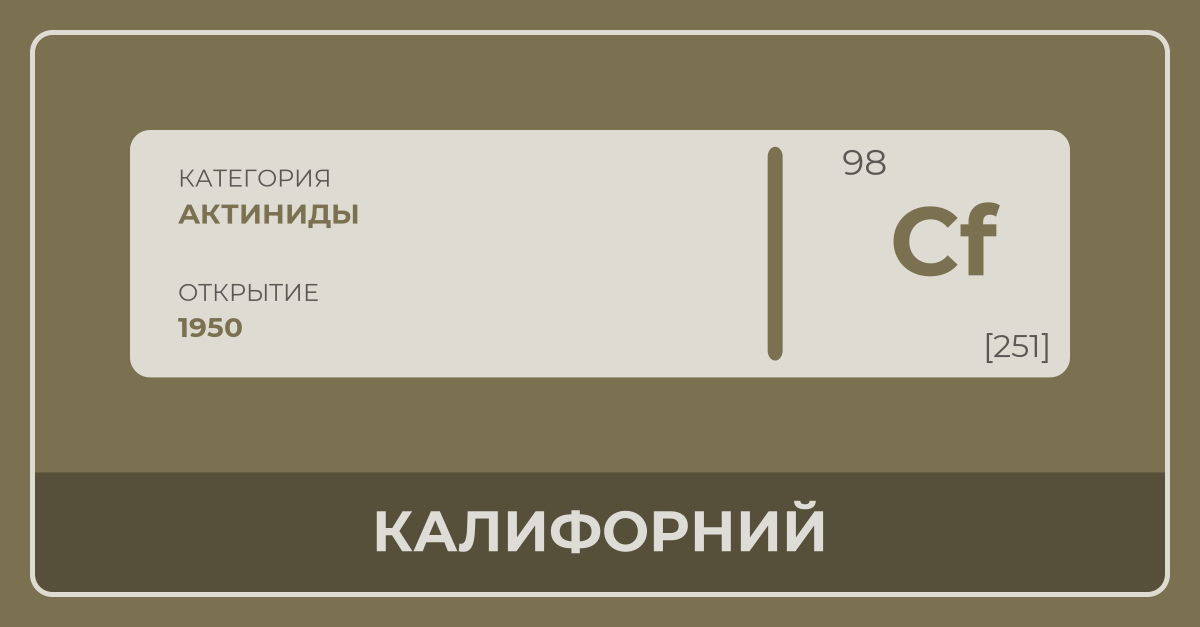 КАТЕГОРИЯ
АКТИНИДЫ
ОТКРЫТИЕ
1950
98
Cf
[251]
КАЛИФОРНИЙ